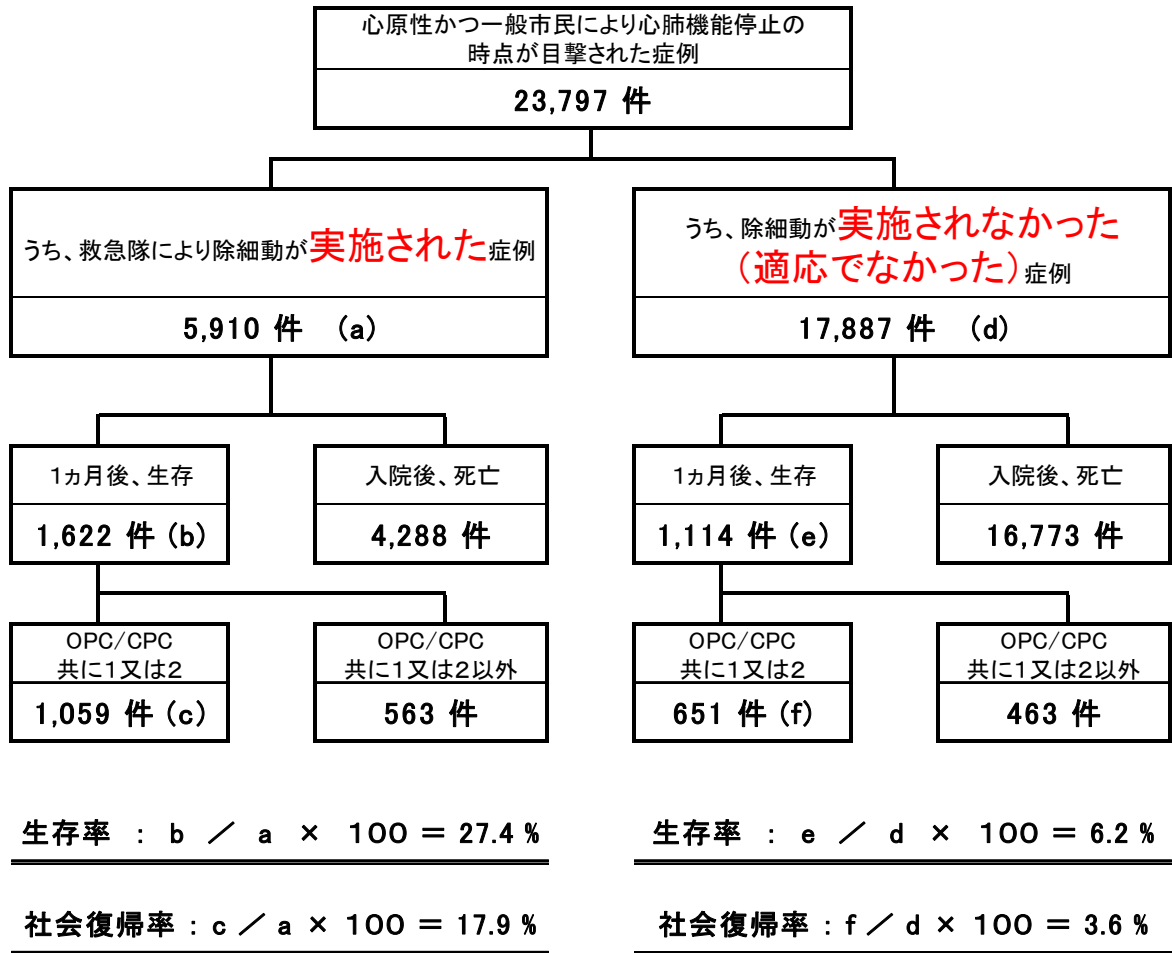 心原性かつ一般市民により心肺機能停止の
時点が目撃された症例
23,797 件
うち、救急隊により除細動が実施された症例
5,910 件 (a)
うち、除細動が実施されなかった
(適応でなかった)症例
17,887 件 (d)
1ヵ月後、生存
1,622 件 (b)
入院後、死亡
4,288 件
1ヵ月後、生存
1,114 件 (e)
入院後、死亡
16,773 件
OPC/CPC
共に1又は2
1,059 件 (c)
OPC/CPC
共に1又は2以外
563 件
OPC/CPC
共に1又は2
651 件 (f)
OPC/CPC
共に1又は2以外
463 件
生存率 : b / a × 100 = 27.4 %
生存率 : e / d × 100 = 6.2 %
社会復帰率 : c / a × 100 = 17.9 %
社会復帰率 : f / d × 100 = 3.6 %